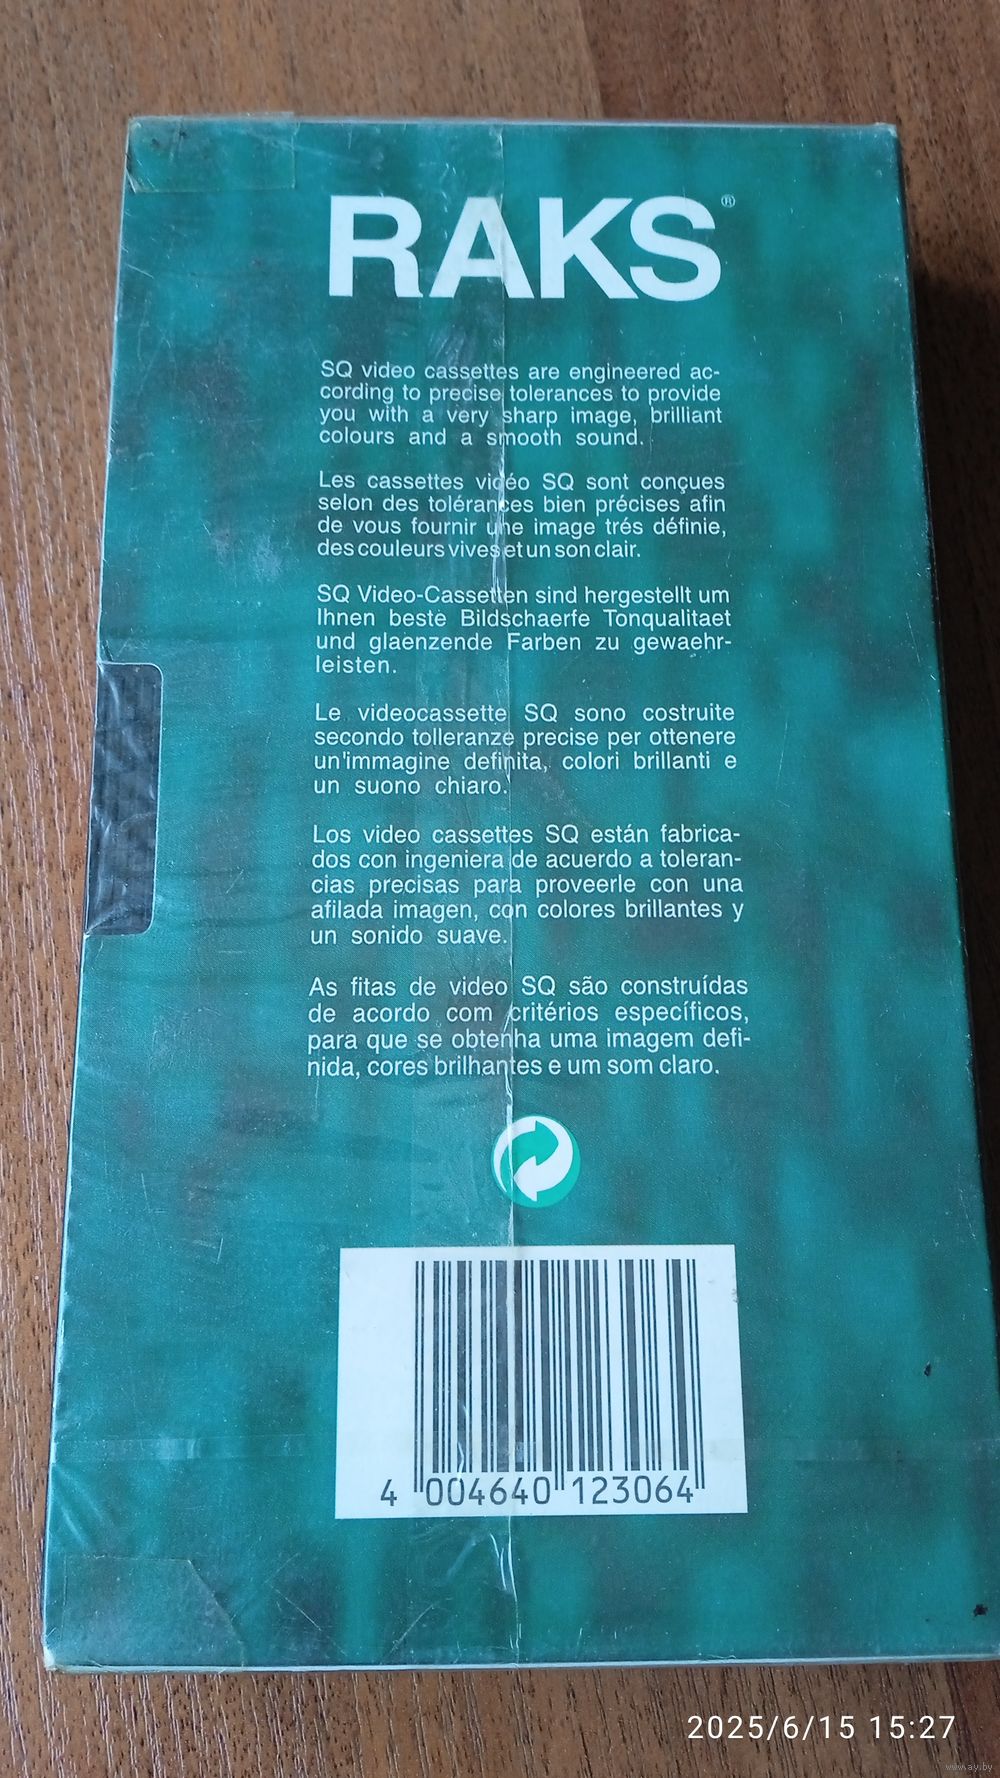 RAKS®
SQ video cassettes are engineered ac-
cording to precise tolerances to provide
you with a very sharp image, brilliant
colours and a smooth sound.
Les cassettes vidéo SQ sont conçues
selon des tolérances bien précises afin
de vous fournir une image trés définie,
des couleurs vives et un son clair.
SQ Video-Cassetten sind hergestellt um
Ihnen beste Bildschaerfe Tonqualitaet
und glaenzende Farben zu gewaehr-
leisten.
Le videocassette SQ sono costruite
secondo tolleranze precise per ottenere
un'immagine definita, colori brillanti e
un suono chiaro.
Los video cassettes SQ están fabrica-
dos con ingeniera de acuerdo a toleran-
cias precisas para proveerle con una
afilada imagen, con colores brillantes y
un sonido suave.
As fitas de video SQ são construídas
de acordo com critérios específicos,
para que se obtenha uma imagem defi-
nida, cores brilhantes e um som claro.
4 004640 123064
2025/6/15 15:27
www.ay.by